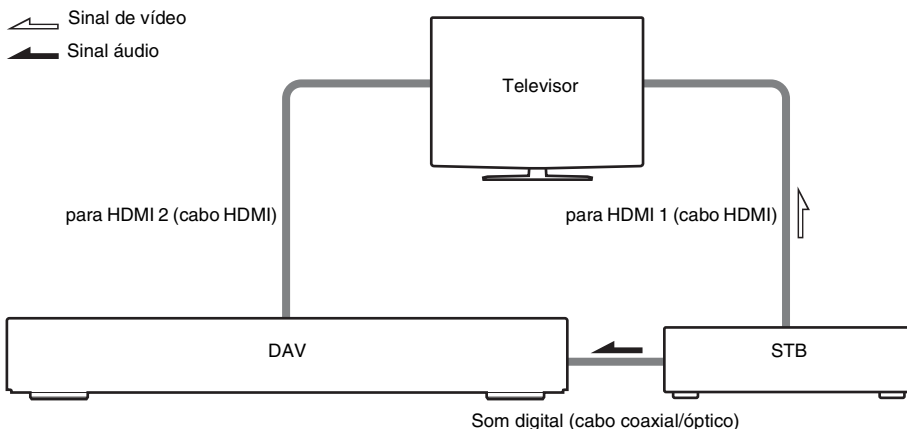 Sinal de vídeo
Sinal áudio
Televisor
para HDMI 2 (cabo HDMI)
para HDMI 1 (cabo HDMI)
DAV
STB
Som digital (cabo coaxial/óptico)